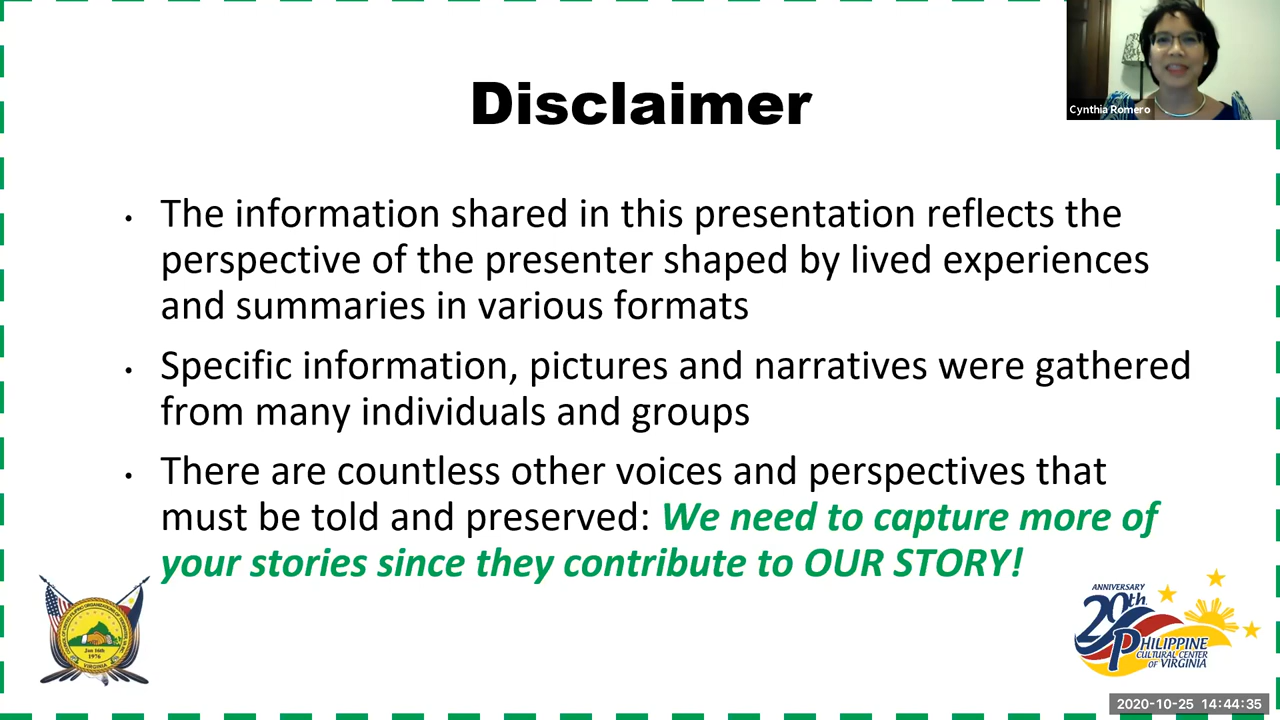 Disclaimer
Cynthia Romero
• The information shared in this presentation reflects the
perspective of the presenter shaped by lived experiences
and summaries in various formats
• Specific information, pictures and narratives were gathered
from many individuals and groups
• There are countless other voices and perspectives that
must be told and preserved: We need to capture more of
your stories since they contribute to OUR STORY!
Jan 16th
1976
VIRGINIA
ANNIVERSARY
20th
PHILIPPINE
CULTURAL CENTER
OF VIRGINIA
2020-10-25 14:44:35